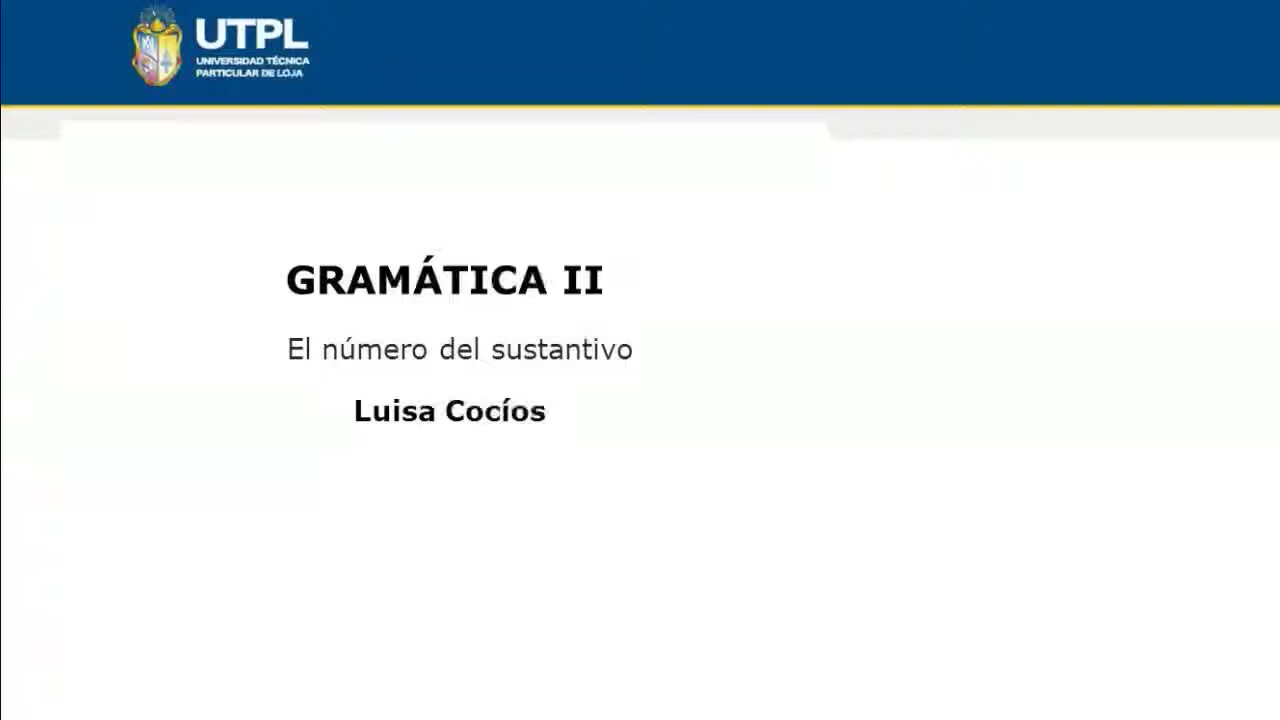 UTPL
UNIVERSIDAD TÉCNICA
PARTICULAR DE LOJA
GRAMÁTICA II
El número del sustantivo
Luisa Cocíos